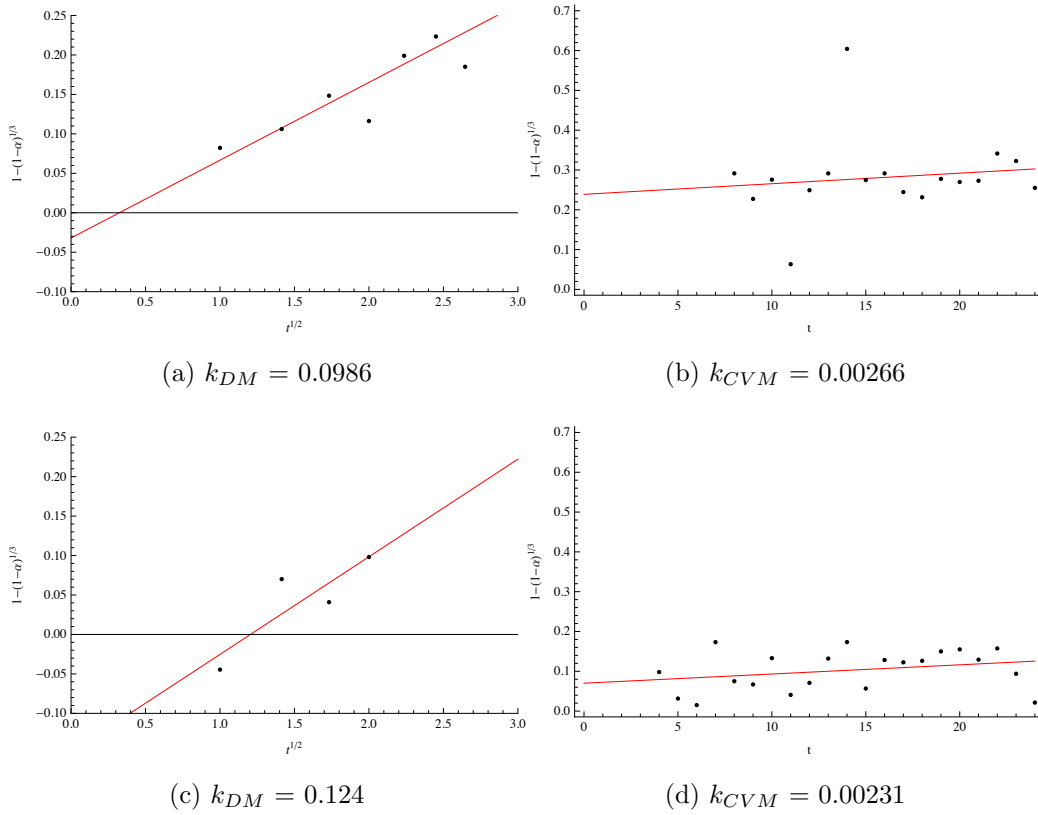 0.25
0.20
0.15
0.10
0.05
0.00
−0.05
−0.10
1−(1−α)^{1/3}
0.0 0.5 1.0 1.5 2.0 2.5 3.0
t^{1/2}
(a) k_{DM} = 0.0986
0.7
0.6
0.5
0.4
0.3
0.2
0.1
0.0
1−(1−α)^{1/3}
0 5 10 15 20
t
(b) k_{CVM} = 0.00266
0.25
0.20
0.15
0.10
0.05
0.00
−0.05
−0.10
1−(1−α)^{1/3}
0.0 0.5 1.0 1.5 2.0 2.5 3.0
t^{1/2}
(c) k_{DM} = 0.124
0.7
0.6
0.5
0.4
0.3
0.2
0.1
0.0
1−(1−α)^{1/3}
0 5 10 15 20
t
(d) k_{CVM} = 0.00231